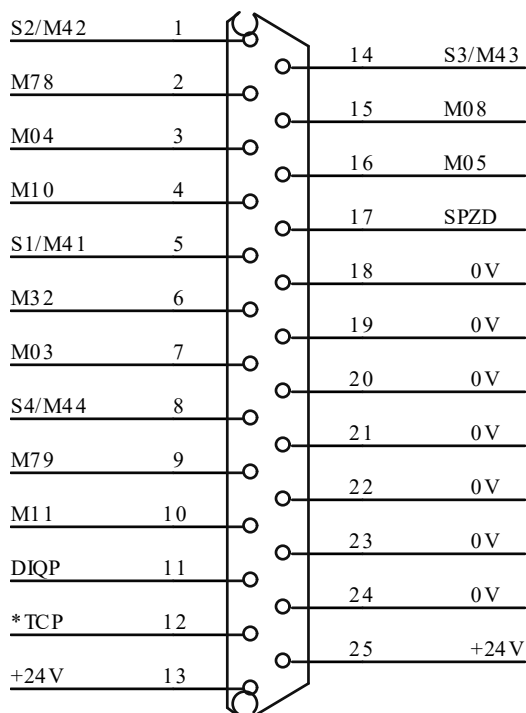 S2/M42 1
14 S3/M43
M78 2
15 M08
M04 3
16 M05
M10 4
17 SPZD
S1/M41 5
18 0V
M32 6
19 0V
M03 7
20 0V
S4/M44 8
21 0V
M79 9
22 0V
M11 10
23 0V
DIQP 11
24 0V
*TCP 12
25 +24V
+24V 13